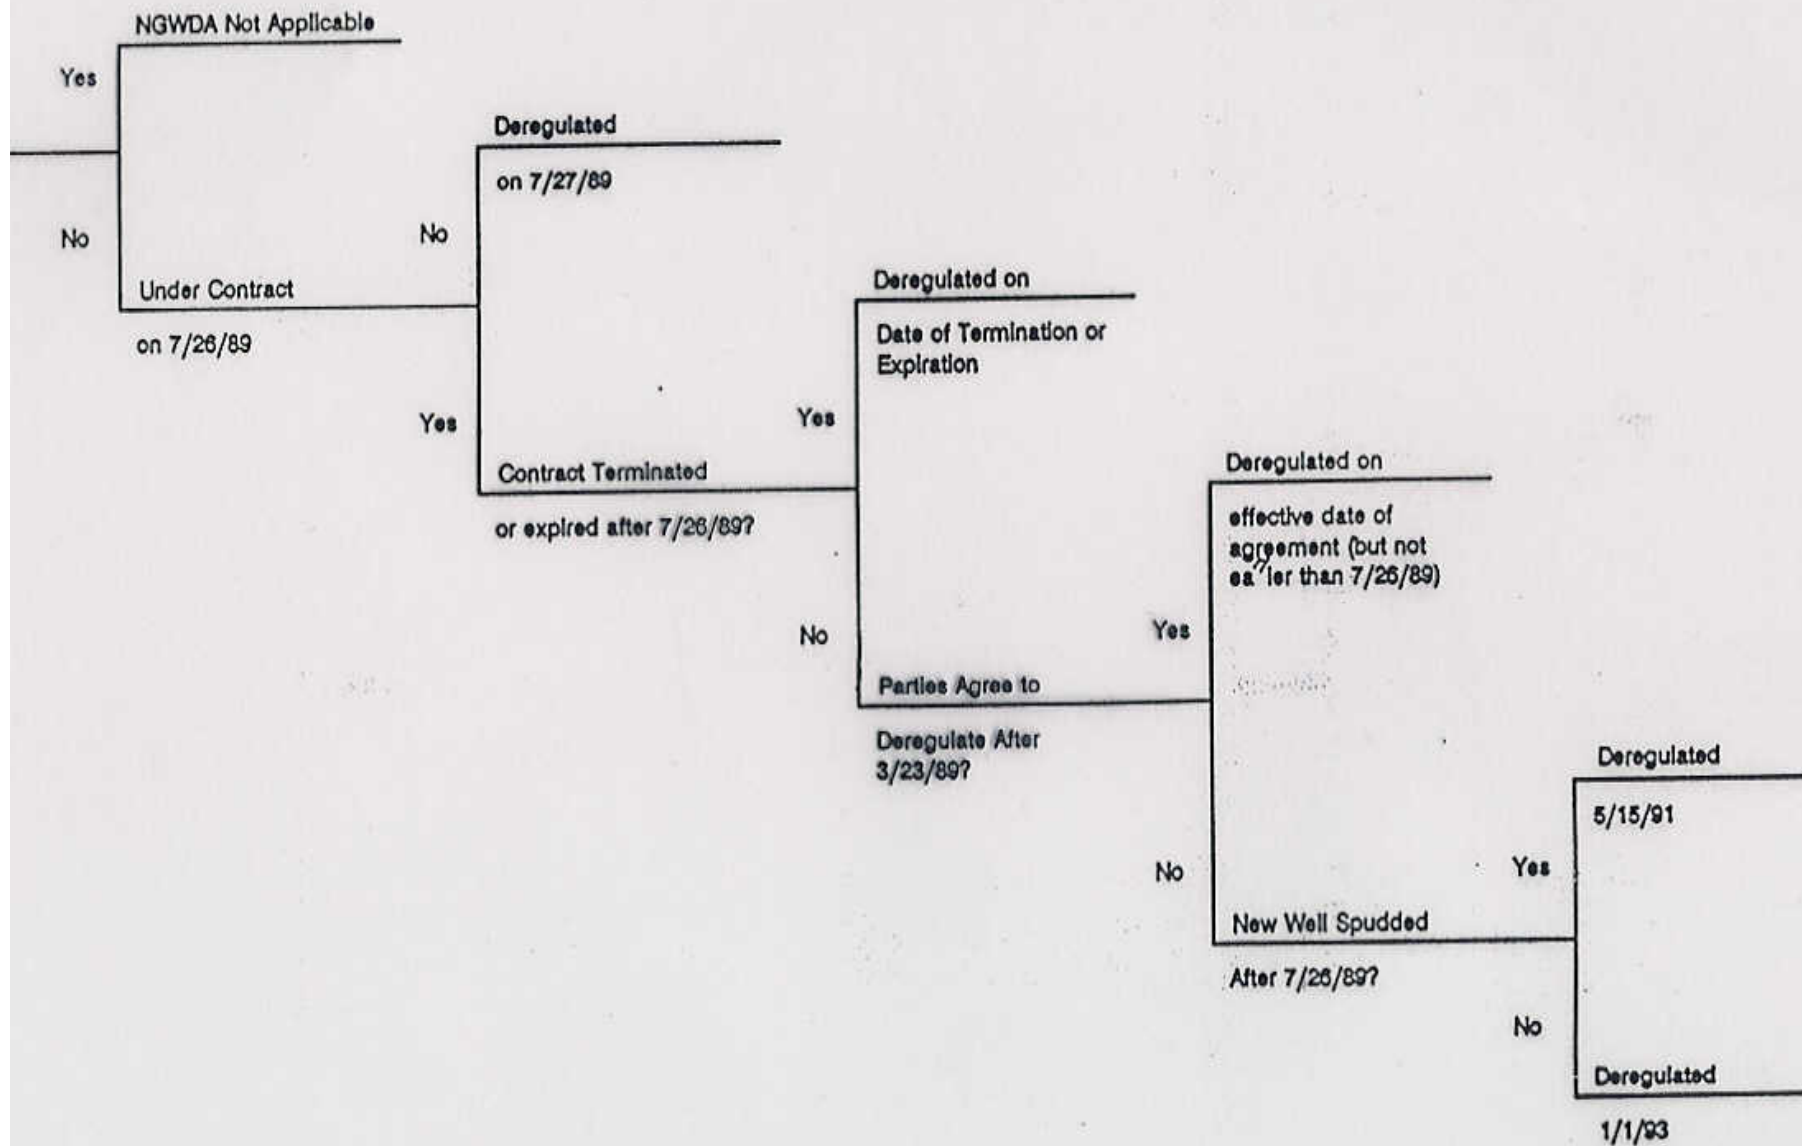 NGWDA Not Applicable
Yes
No
Under Contract
on 7/26/89
Deregulated
on 7/27/89
No
Yes
Contract Terminated
or expired after 7/26/89?
Deregulated on
Date of Termination or
Expiration
Yes
No
Parties Agree to
Deregulate After
3/23/89?
Deregulated on
effective date of
agreement (but not
ea ler than 7/26/89)
Yes
No
New Well Spudded
After 7/26/89?
Deregulated
5/15/91
Yes
No
Deregulated
1/1/93